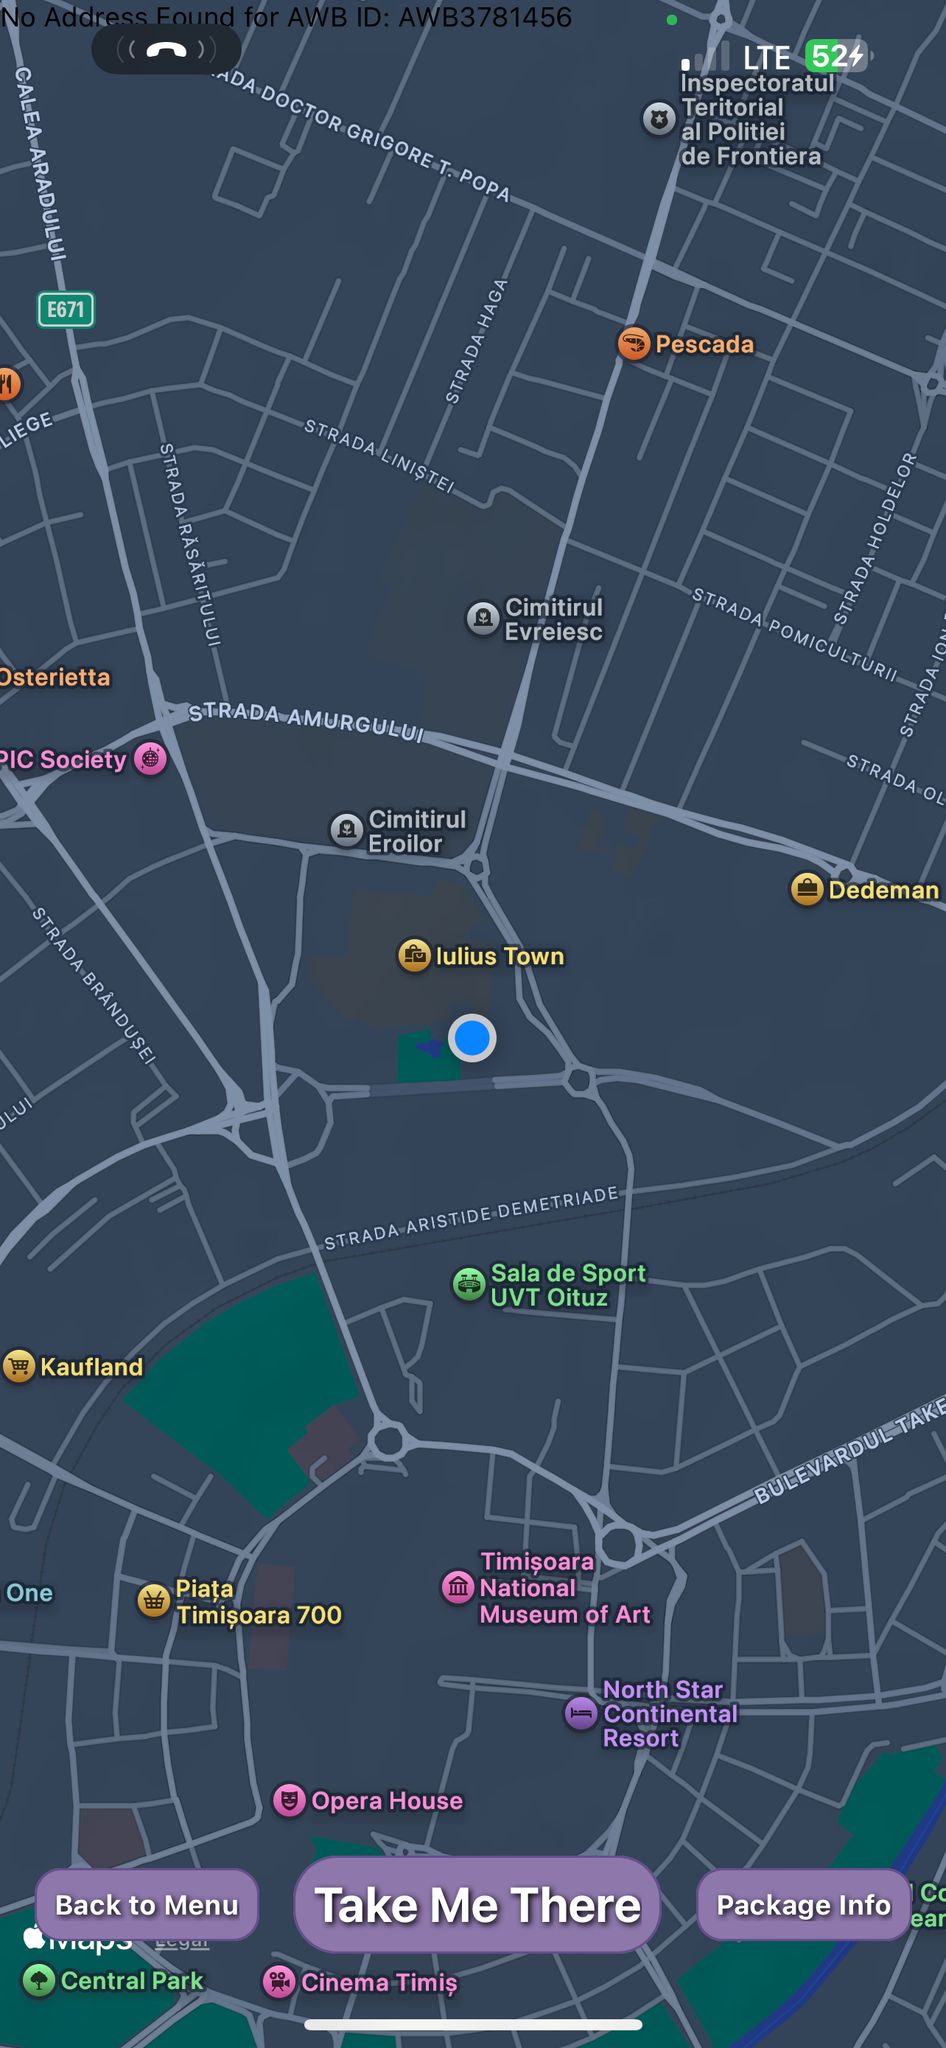 No Address Found for AWB ID: AWB3781456
LTE 52
Inspectoratul
Teritorial
al Politiei
de Frontiera
CALEA ARADULUI
DOCTOR GRIGORE T. POPA
E671
STRADA HAGA
Pescada
STRADA LINIȘTEI
STRADA RĂSĂRITULUI
STRADA HOLDELOR
Cimitirul
Evreiesc
STRADA POMICULTURII
Osterietta
STRADA AMURGULUI
PIC Society
Cimitirul
Eroilor
Dedeman
STRADA BRÂNDUȘEI
Iulius Town
STRADA ARISTIDE DEMETRIADE
Sala de Sport
UVT Oituz
Kaufland
BULEVARDUL TAKE
Timișoara
National
Museum of Art
One
Piața
Timișoara 700
North Star
Continental
Resort
Opera House
Back to Menu
Take Me There
Package Info
Maps Legal
Central Park
Cinema Timiș